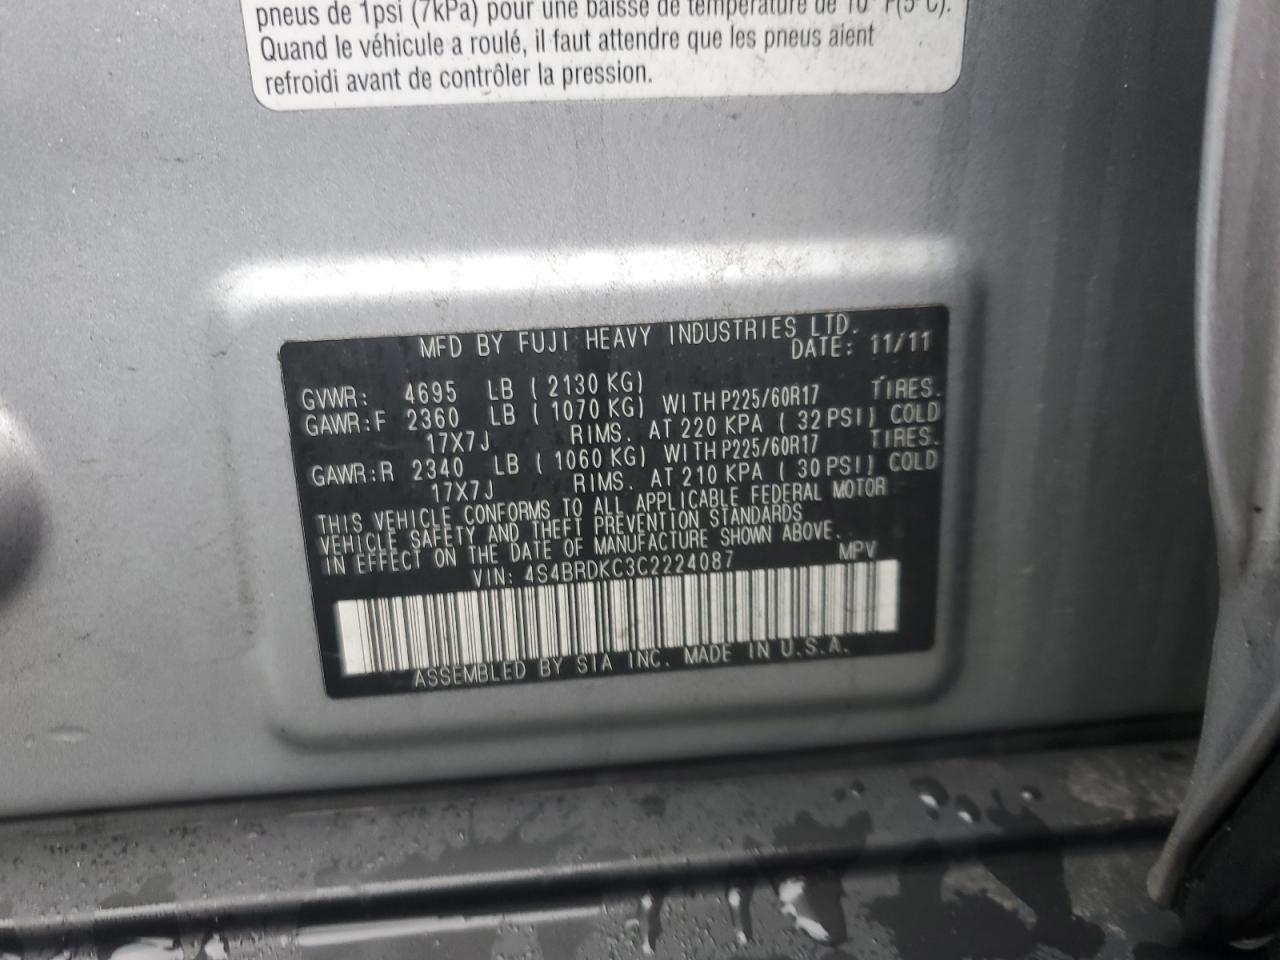 pneus de 1psi (7kPa) pour une baisse de température de 10°F(5°C).
Quand le véhicule a roulé, il faut attendre que les pneus aient
refroidi avant de contrôler la pression.
MFD BY FUJI HEAVY INDUSTRIES LTD.
DATE: 11/11
GVWR: 4695 LB ( 2130 KG)
GAWR:F 2360 LB ( 1070 KG) WITH P225/60R17 TIRES.
17X7J RIMS. AT 220 KPA ( 32 PSI) COLD
GAWR:R 2340 LB ( 1060 KG) WITH P225/60R17 TIRES.
17X7J RIMS. AT 210 KPA ( 30 PSI) COLD
THIS VEHICLE CONFORMS TO ALL APPLICABLE FEDERAL MOTOR
VEHICLE SAFETY AND THEFT PREVENTION STANDARDS
IN EFFECT ON THE DATE OF MANUFACTURE SHOWN ABOVE.
VIN: 4S4BRDKC3C2224087 MPV
ASSEMBLED BY SIA INC. MADE IN U.S.A.